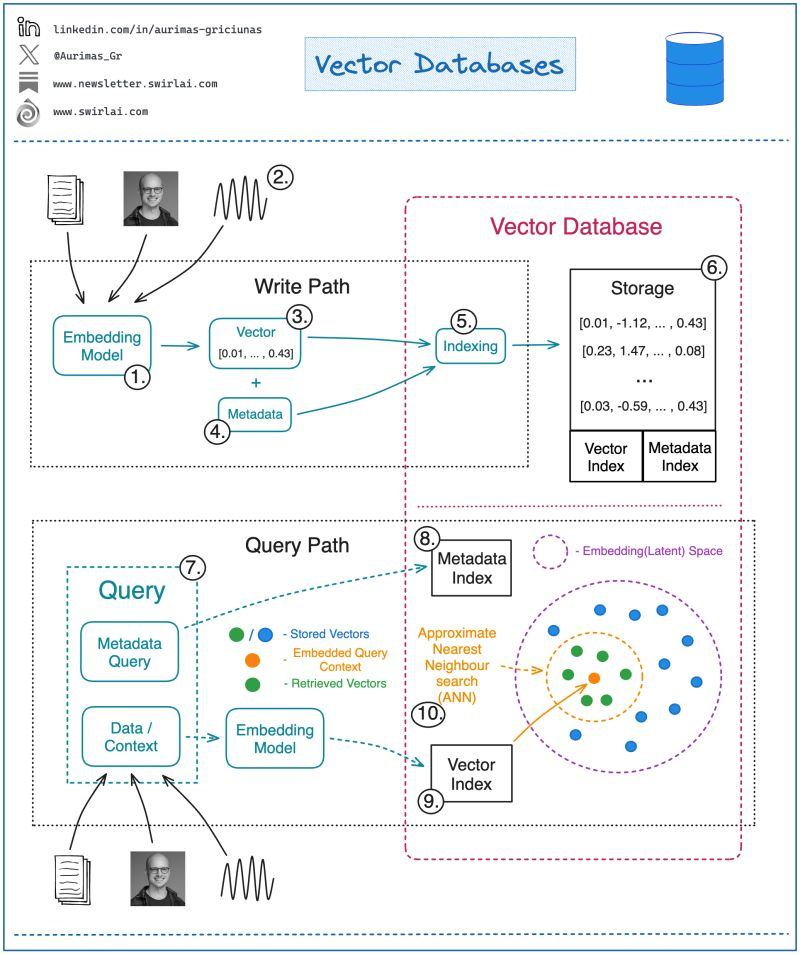 linkedin.com/in/aurimas-griciunas
@Aurimas_Gr
www.newsletter.swirlai.com
www.swirlai.com
Vector Databases
2.
Vector Database
Write Path
Embedding
Model
1.
3.
Vector
[0.01, ... , 0.43]
+
Metadata
4.
5.
Indexing
6.
Storage
[0.01, -1.12, ... , 0.43]
[0.23, 1.47, ... , 0.08]
...
[0.03, -0.59, ... , 0.43]
Vector
Index
Metadata
Index
Query Path
7.
Query
Metadata
Query
Data /
Context
/ - Stored Vectors
- Embedded Query
Context
- Retrieved Vectors
Embedding
Model
8.
Metadata
Index
- Embedding(Latent) Space
Approximate
Nearest
Neighbour
search
(ANN)
10.
Vector
Index
9.